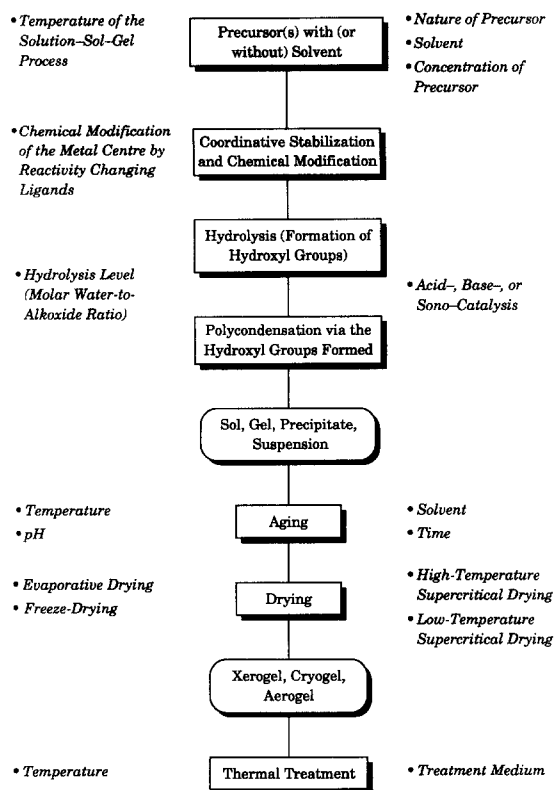 • Temperature of the
Solution–Sol-Gel
Process
Precursor(s) with (or
without) Solvent
• Nature of Precursor
• Solvent
• Concentration of
Precursor
• Chemical Modification
of the Metal Centre by
Reactivity Changing
Ligands
Coordinative Stabilization
and Chemical Modification
Hydrolysis (Formation of
Hydroxyl Groups)
• Hydrolysis Level
(Molar Water-to-
Alkoxide Ratio)
• Acid–, Base–, or
Sono–Catalysis
Polycondensation via the
Hydroxyl Groups Formed
Sol, Gel, Precipitate,
Suspension
• Temperature
• pH
Aging
• Solvent
• Time
• Evaporative Drying
• Freeze-Drying
Drying
• High-Temperature
Supercritical Drying
• Low-Temperature
Supercritical Drying
Xerogel, Cryogel,
Aerogel
• Temperature
Thermal Treatment
• Treatment Medium